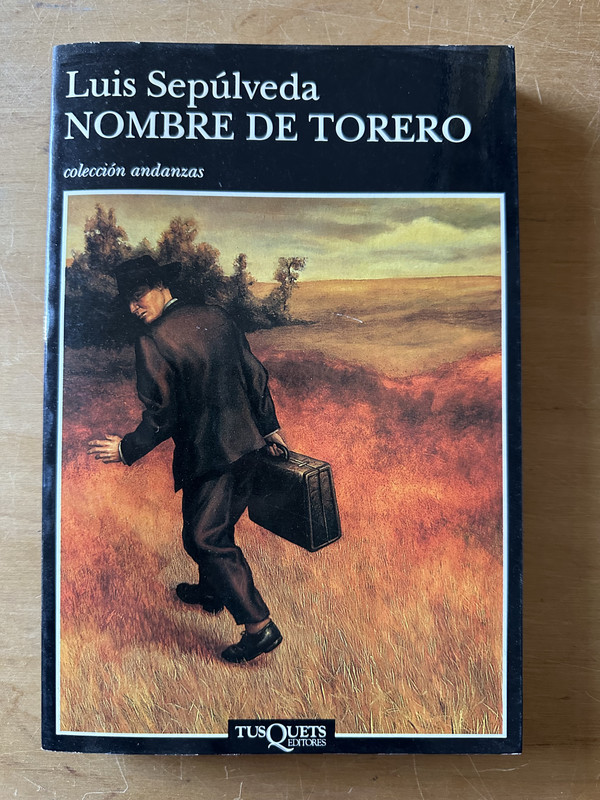 Luis Sepúlveda
NOMBRE DE TORERO
colección andanzas
TUSQUETS
EDITORES